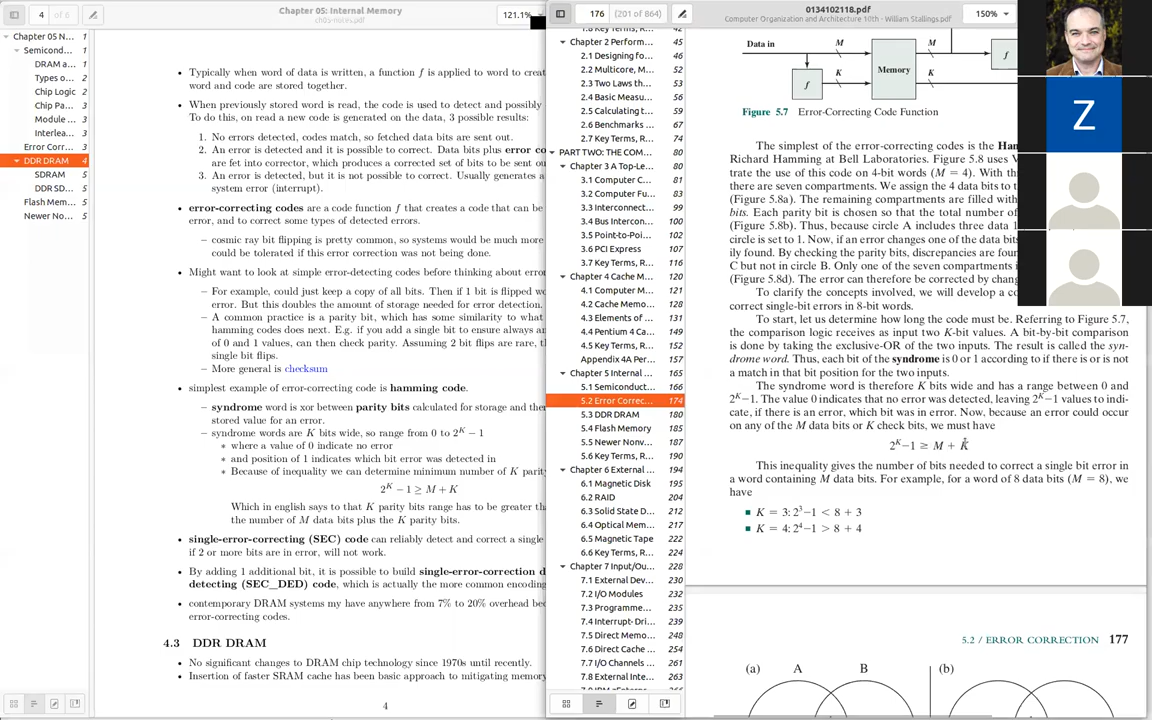 4 of 6
Chapter 05: Internal Memory
ch05-notes.pdf
121.1%
Chapter 05 N... 1
Semicond... 1
DRAM a... 1
Types o... 2
Chip Logic 2
Chip Pa... 3
Module ... 3
Interlea... 3
Error Corr... 3
DDR DRAM 4
SDRAM 5
DDR SD... 5
Flash Mem... 5
Newer No... 5
• Typically when word of data is written, a function f is applied to word to creat
word and code are stored together.
• When previously stored word is read, the code is used to detect and possibly
To do this, on read a new code is generated on the data, 3 possible results:
1. No errors detected, codes match, so fetched data bits are sent out.
2. An error is detected and it is possible to correct. Data bits plus error co
are fet into corrector, which produces a corrected set of bits to be sent ou
3. An error is detected, but it is not possible to correct. Usually generates a
system error (interrupt).
• error-correcting codes are a code function f that creates a code that can be
error, and to correct some types of detected errors.
– cosmic ray bit flipping is pretty common, so systems would be much more
could be tolerated if this error correction was not being done.
• Might want to look at simple error-detecting codes before thinking about error
– For example, could just keep a copy of all bits. Then if 1 bit is flipped wo
error. But this doubles the amount of storage needed for error detection.
– A common practice is a parity bit, which has some similarity to what
hamming codes does next. E.g. if you add a single bit to ensure always an
of 0 and 1 values, can then check parity. Assuming 2 bit flips are rare, t
single bit flips.
– More general is checksum
• simplest example of error-correcting code is hamming code.
– syndrome word is xor between parity bits calculated for storage and then
stored value for an error.
– syndrome words are K bits wide, so range from 0 to 2^K − 1
* where a value of 0 indicate no error
* and position of 1 indicates which bit error was detected in
* Because of inequality we can determine minimum number of K parity
2^K − 1 ≥ M + K
Which in english says to that K parity bits range has to be greater tha
the number of M data bits plus the K parity bits.
• single-error-correcting (SEC) code can reliably detect and correct a single
if 2 or more bits are in error, will not work.
• By adding 1 additional bit, it is possible to build single-error-correction d
detecting (SEC_DED) code, which is actually the more common encoding
• contemporary DRAM systems my have anywhere from 7% to 20% overhead bec
error-correcting codes.
4.3 DDR DRAM
• No significant changes to DRAM chip technology since 1970s until recently.
• Insertion of faster SRAM cache has been basic approach to mitigating memory
4
176 (201 of 864)
0134102118.pdf
Computer Organization and Architecture 10th - William Stallings.pdf
150%
1.8 Key Terms, R... 42
Chapter 2 Perform... 45
2.1 Designing fo... 46
2.2 Multicore, M... 52
2.3 Two Laws th... 53
2.4 Basic Measu... 56
2.5 Calculating t... 59
2.6 Benchmarks ... 67
2.7 Key Terms, R... 74
PART TWO: THE COM... 80
Chapter 3 A Top-Le... 80
3.1 Computer C... 81
3.2 Computer Fu... 83
3.3 Interconnect... 99
3.4 Bus Intercon... 100
3.5 Point-to-Poi... 102
3.6 PCI Express 107
3.7 Key Terms, R... 116
Chapter 4 Cache M... 120
4.1 Computer M... 121
4.2 Cache Memo... 128
4.3 Elements of ... 131
4.4 Pentium 4 Ca... 149
4.5 Key Terms, R... 152
Appendix 4A Per... 157
Chapter 5 Internal ... 165
5.1 Semiconduct... 166
5.2 Error Correc... 174
5.3 DDR DRAM 180
5.4 Flash Memory 185
5.5 Newer Nonv... 187
5.6 Key Terms, R... 190
Chapter 6 External ... 194
6.1 Magnetic Disk 195
6.2 RAID 204
6.3 Solid State D... 212
6.4 Optical Mem... 217
6.5 Magnetic Tape 222
6.6 Key Terms, R... 224
Chapter 7 Input/Ou... 228
7.1 External Dev... 230
7.2 I/O Modules 232
7.3 Programme... 235
7.4 Interrupt- Dri... 239
7.5 Direct Memo... 248
7.6 Direct Cache ... 254
7.7 I/O Channels ... 261
7.8 External Inte... 263
Data in M M
f K Memory K f
Figure 5.7 Error-Correcting Code Function
The simplest of the error-correcting codes is the Ham
Richard Hamming at Bell Laboratories. Figure 5.8 uses V
trate the use of this code on 4-bit words (M = 4). With th
there are seven compartments. We assign the 4 data bits to t
(Figure 5.8a). The remaining compartments are filled with
bits. Each parity bit is chosen so that the total number of
(Figure 5.8b). Thus, because circle A includes three data 1
circle is set to 1. Now, if an error changes one of the data bits
ily found. By checking the parity bits, discrepancies are foun
C but not in circle B. Only one of the seven compartments i
(Figure 5.8d). The error can therefore be corrected by chang
To clarify the concepts involved, we will develop a co
correct single-bit errors in 8-bit words.
To start, let us determine how long the code must be. Referring to Figure 5.7,
the comparison logic receives as input two K-bit values. A bit-by-bit comparison
is done by taking the exclusive-OR of the two inputs. The result is called the syn-
drome word. Thus, each bit of the syndrome is 0 or 1 according to if there is or is not
a match in that bit position for the two inputs.
The syndrome word is therefore K bits wide and has a range between 0 and
2^K−1. The value 0 indicates that no error was detected, leaving 2^K−1 values to indi-
cate, if there is an error, which bit was in error. Now, because an error could occur
on any of the M data bits or K check bits, we must have
2^K−1 ≥ M + K
This inequality gives the number of bits needed to correct a single bit error in
a word containing M data bits. For example, for a word of 8 data bits (M = 8), we
have
■ K = 3: 2^3−1 < 8 + 3
■ K = 4: 2^4−1 > 8 + 4
5.2 / ERROR CORRECTION 177
(a) A B (b)
Z